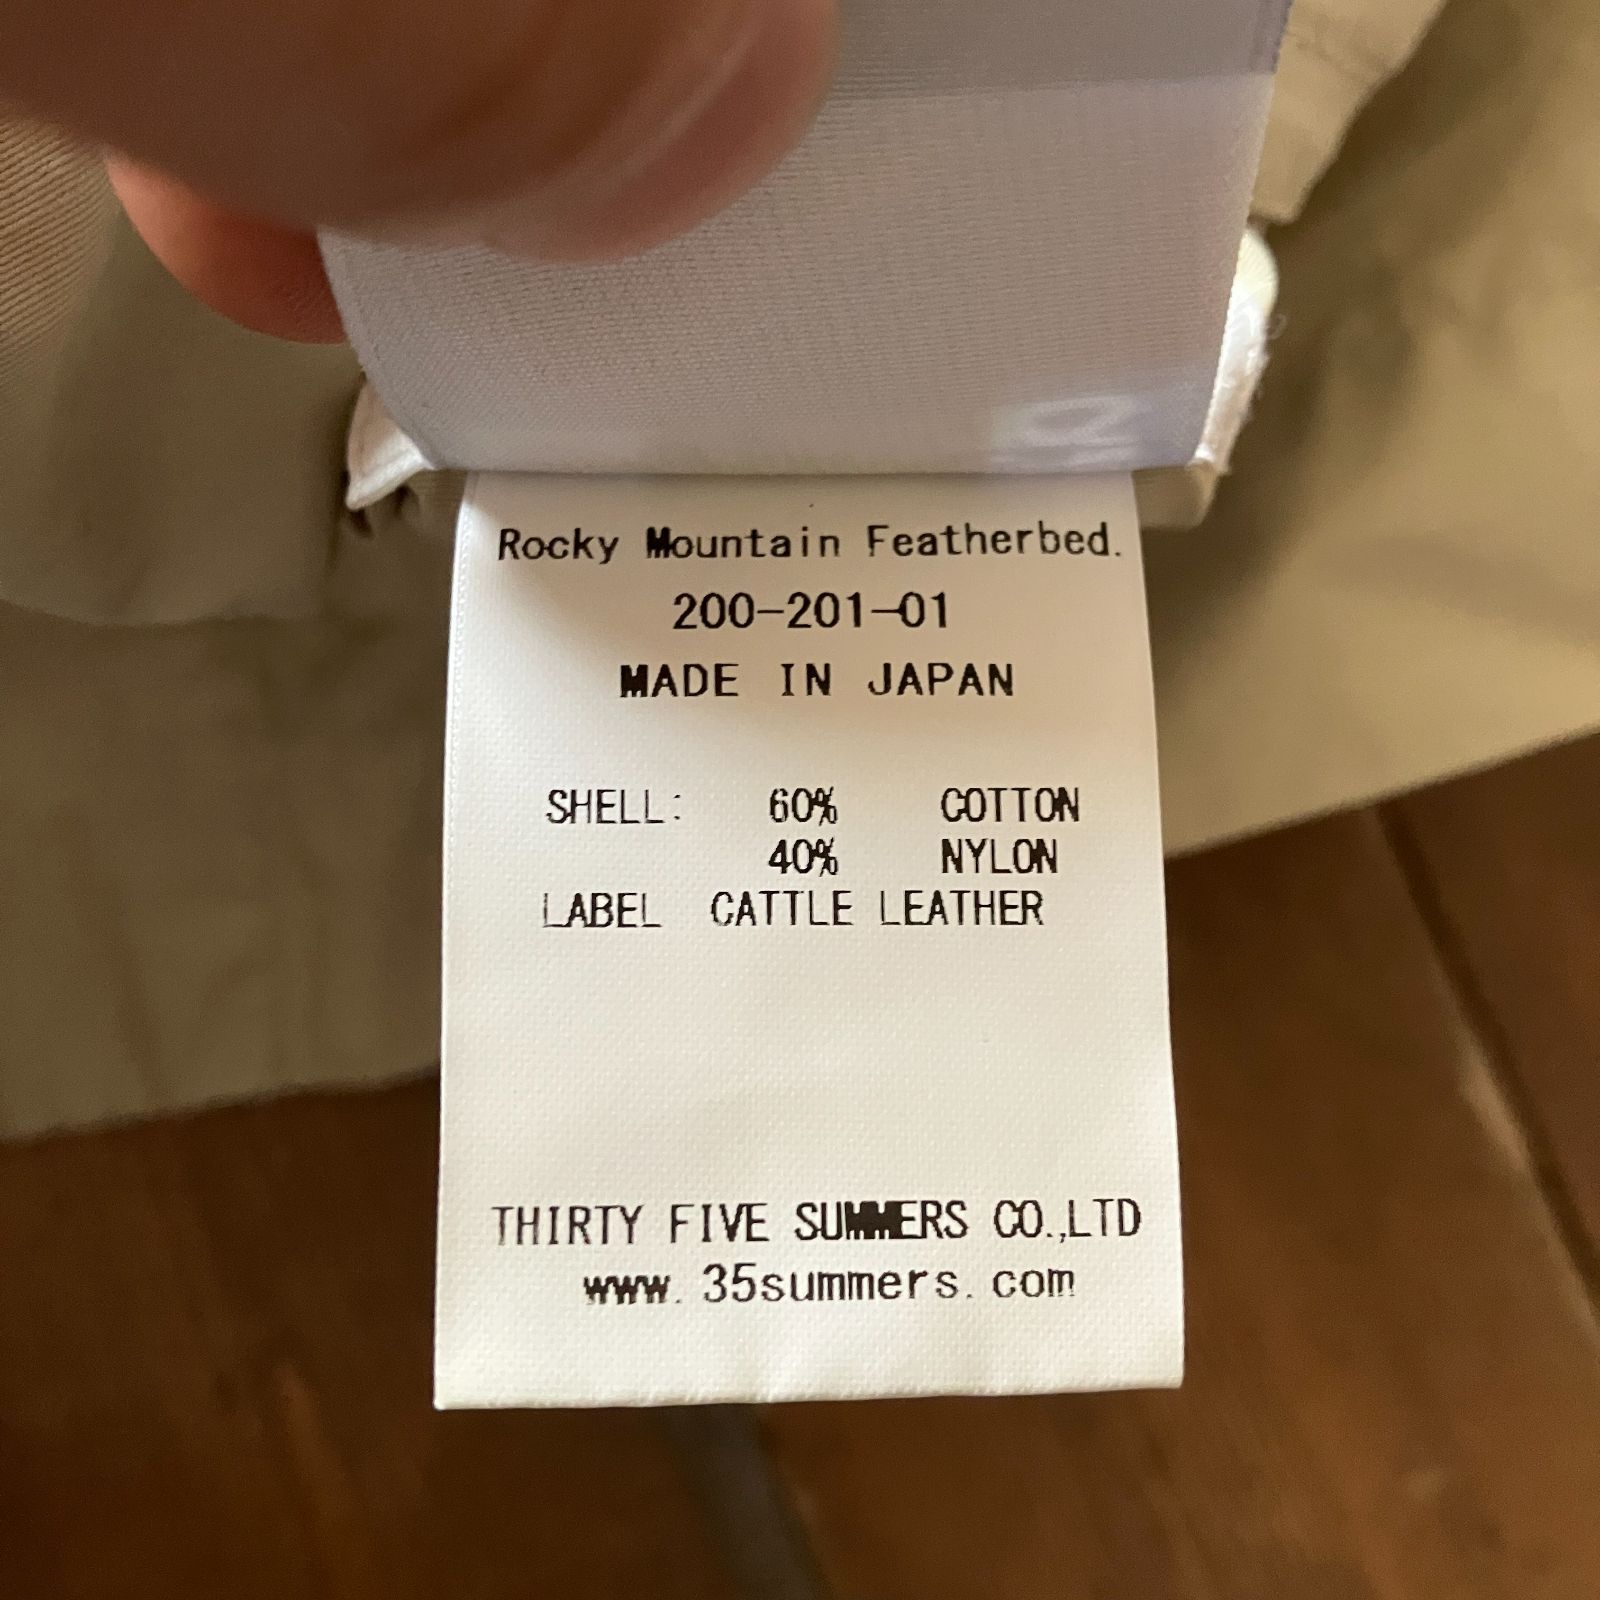 Rocky Mountain Featherbed.
200-201-01
MADE IN JAPAN
SHELL: 60% COTTON
40% NYLON
LABEL CATTLE LEATHER
THIRTY FIVE SUMMERS CO.,LTD
www.35summers.com